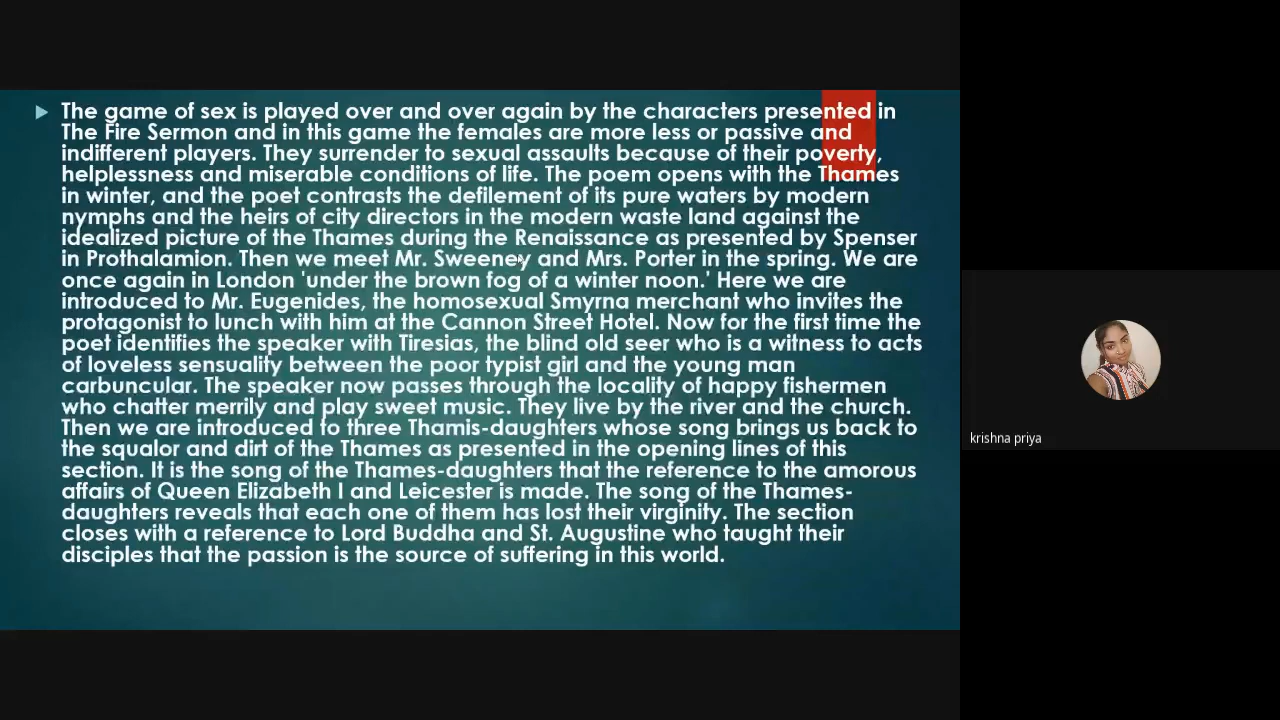 The game of sex is played over and over again by the characters presented in
The Fire Sermon and in this game the females are more less or passive and
indifferent players. They surrender to sexual assaults because of their poverty,
helplessness and miserable conditions of life. The poem opens with the Thames
in winter, and the poet contrasts the defilement of its pure waters by modern
nymphs and the heirs of city directors in the modern waste land against the
idealized picture of the Thames during the Renaissance as presented by Spenser
in Prothalamion. Then we meet Mr. Sweeney and Mrs. Porter in the spring. We are
once again in London 'under the brown fog of a winter noon.' Here we are
introduced to Mr. Eugenides, the homosexual Smyrna merchant who invites the
protagonist to lunch with him at the Cannon Street Hotel. Now for the first time the
poet identifies the speaker with Tiresias, the blind old seer who is a witness to acts
of loveless sensuality between the poor typist girl and the young man
carbuncular. The speaker now passes through the locality of happy fishermen
who chatter merrily and play sweet music. They live by the river and the church.
Then we are introduced to three Thamis-daughters whose song brings us back to
the squalor and dirt of the Thames as presented in the opening lines of this
section. It is the song of the Thames-daughters that the reference to the amorous
affairs of Queen Elizabeth I and Leicester is made. The song of the Thames-
daughters reveals that each one of them has lost their virginity. The section
closes with a reference to Lord Buddha and St. Augustine who taught their
disciples that the passion is the source of suffering in this world.
krishna priya